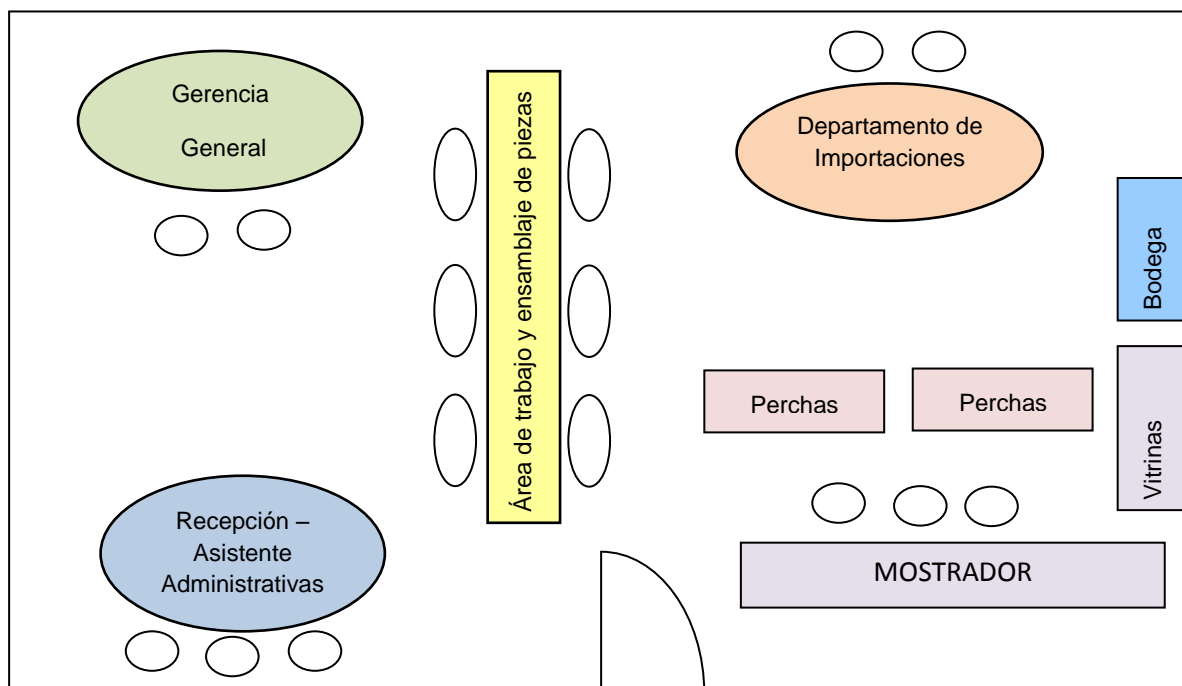 Gerencia
General
Área de trabajo y ensamblaje de piezas
Departamento de
Importaciones
Bodega
Perchas
Perchas
Vitrinas
Recepción –
Asistente
Administrativas
MOSTRADOR